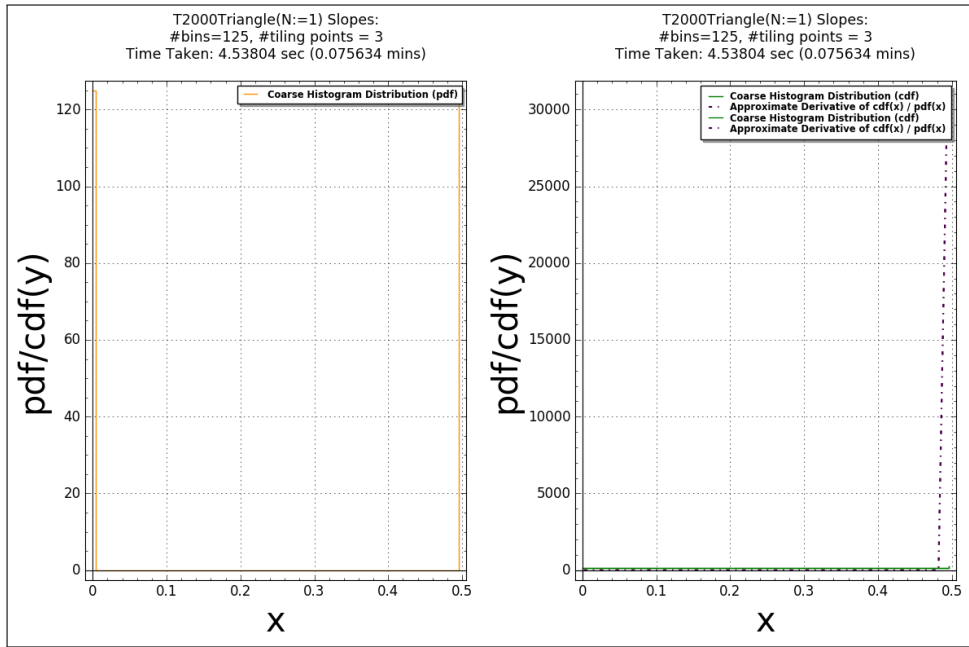 T2000Triangle(N:=1) Slopes:
#bins=125, #tiling points = 3
Time Taken: 4.53804 sec (0.075634 mins)
Coarse Histogram Distribution (pdf)
120
100
80
60
40
20
0
pdf/cdf(y)
0 0.1 0.2 0.3 0.4 0.5
x
T2000Triangle(N:=1) Slopes:
#bins=125, #tiling points = 3
Time Taken: 4.53804 sec (0.075634 mins)
Coarse Histogram Distribution (cdf)
Approximate Derivative of cdf(x) / pdf(x)
Coarse Histogram Distribution (cdf)
Approximate Derivative of cdf(x) / pdf(x)
30000
25000
20000
15000
10000
5000
0
pdf/cdf(y)
0 0.1 0.2 0.3 0.4 0.5
x